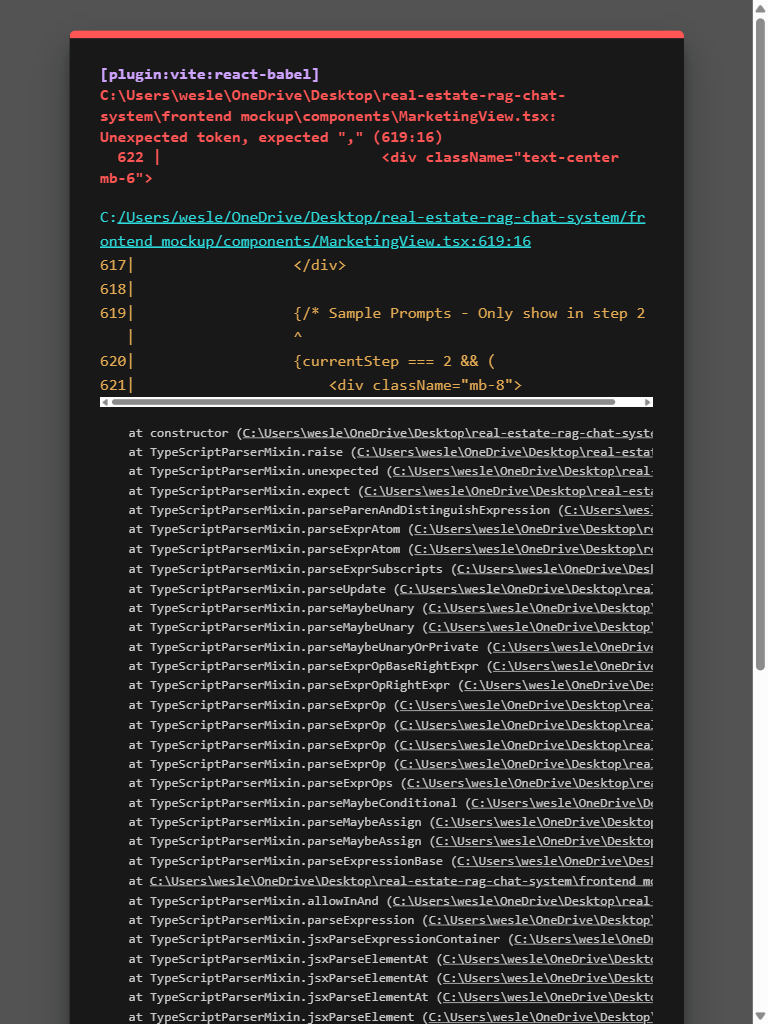 [plugin:vite:react-babel]
C:\Users\wesle\OneDrive\Desktop\real-estate-rag-chat-
system\frontend mockup\components\MarketingView.tsx:
Unexpected token, expected "," (619:16)
622 | <div className="text-center
mb-6">
C:/Users/wesle/OneDrive/Desktop/real-estate-rag-chat-system/fr
ontend mockup/components/MarketingView.tsx:619:16
617| </div>
618|
619| {/* Sample Prompts - Only show in step 2
| ^
620| {currentStep === 2 && (
621| <div className="mb-8">
at constructor (C:\Users\wesle\OneDrive\Desktop\real-estate-rag-chat-syste
at TypeScriptParserMixin.raise (C:\Users\wesle\OneDrive\Desktop\real-estat
at TypeScriptParserMixin.unexpected (C:\Users\wesle\OneDrive\Desktop\real-
at TypeScriptParserMixin.expect (C:\Users\wesle\OneDrive\Desktop\real-esta
at TypeScriptParserMixin.parseParenAndDistinguishExpression (C:\Users\wesl
at TypeScriptParserMixin.parseExprAtom (C:\Users\wesle\OneDrive\Desktop\re
at TypeScriptParserMixin.parseExprAtom (C:\Users\wesle\OneDrive\Desktop\re
at TypeScriptParserMixin.parseExprSubscripts (C:\Users\wesle\OneDrive\Desk
at TypeScriptParserMixin.parseUpdate (C:\Users\wesle\OneDrive\Desktop\real
at TypeScriptParserMixin.parseMaybeUnary (C:\Users\wesle\OneDrive\Desktop\
at TypeScriptParserMixin.parseMaybeUnary (C:\Users\wesle\OneDrive\Desktop\
at TypeScriptParserMixin.parseMaybeUnaryOrPrivate (C:\Users\wesle\OneDrive
at TypeScriptParserMixin.parseExprOpBaseRightExpr (C:\Users\wesle\OneDrive
at TypeScriptParserMixin.parseExprOpRightExpr (C:\Users\wesle\OneDrive\Des
at TypeScriptParserMixin.parseExprOp (C:\Users\wesle\OneDrive\Desktop\real
at TypeScriptParserMixin.parseExprOp (C:\Users\wesle\OneDrive\Desktop\real
at TypeScriptParserMixin.parseExprOp (C:\Users\wesle\OneDrive\Desktop\real
at TypeScriptParserMixin.parseExprOp (C:\Users\wesle\OneDrive\Desktop\real
at TypeScriptParserMixin.parseExprOps (C:\Users\wesle\OneDrive\Desktop\rea
at TypeScriptParserMixin.parseMaybeConditional (C:\Users\wesle\OneDrive\De
at TypeScriptParserMixin.parseMaybeAssign (C:\Users\wesle\OneDrive\Desktop
at TypeScriptParserMixin.parseMaybeAssign (C:\Users\wesle\OneDrive\Desktop
at TypeScriptParserMixin.parseExpressionBase (C:\Users\wesle\OneDrive\Desk
at C:\Users\wesle\OneDrive\Desktop\real-estate-rag-chat-system\frontend mo
at TypeScriptParserMixin.allowInAnd (C:\Users\wesle\OneDrive\Desktop\real-
at TypeScriptParserMixin.parseExpression (C:\Users\wesle\OneDrive\Desktop\
at TypeScriptParserMixin.jsxParseExpressionContainer (C:\Users\wesle\OneDr
at TypeScriptParserMixin.jsxParseElementAt (C:\Users\wesle\OneDrive\Deskto
at TypeScriptParserMixin.jsxParseElementAt (C:\Users\wesle\OneDrive\Deskto
at TypeScriptParserMixin.jsxParseElementAt (C:\Users\wesle\OneDrive\Deskto
at TypeScriptParserMixin.jsxParseElement (C:\Users\wesle\OneDrive\Desktop\